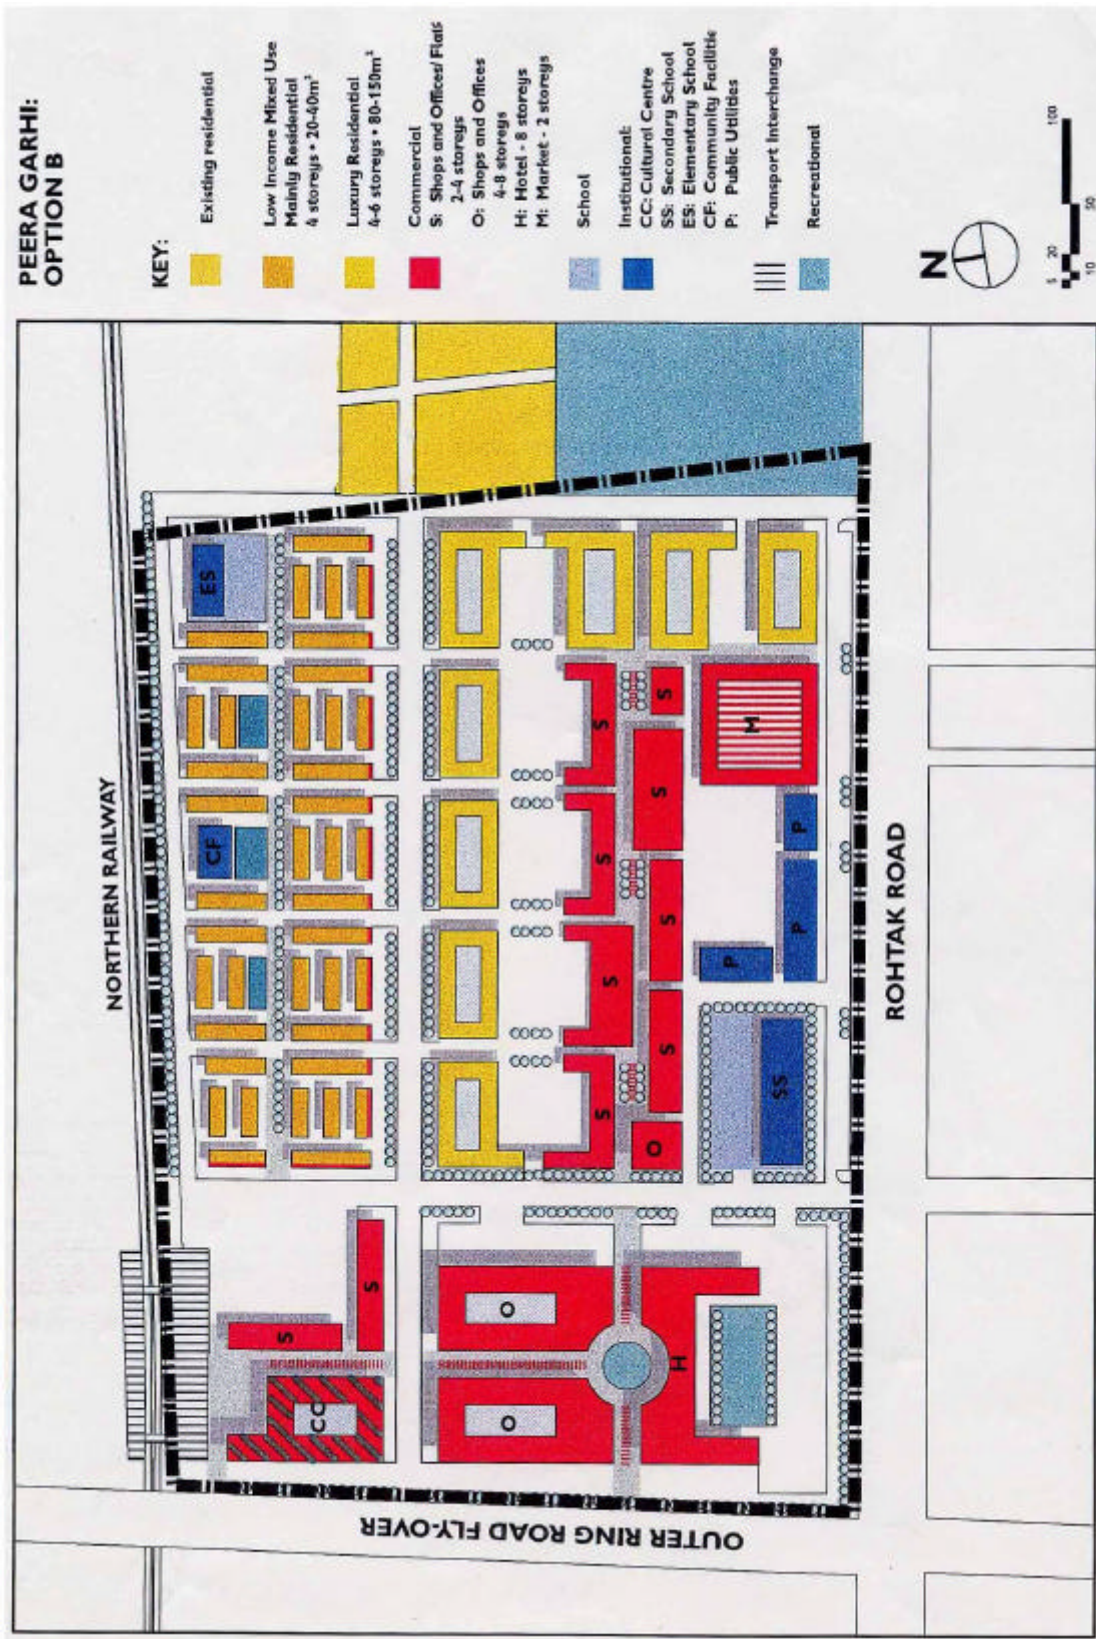 PEERA GARHI:
OPTION B
KEY:
Existing residential
Low Income Mixed Use
Mainly Residential
4 storeys • 20-40m²
Luxury Residential
4-6 storeys • 80-150m²
Commercial
S: Shops and Offices/ Flats
2-4 storeys
O: Shops and Offices
4-8 storeys
H: Hotel - 8 storeys
M: Market - 2 storeys
School
Institutional:
CC: Cultural Centre
SS: Secondary School
ES: Elementary School
CF: Community Facilitie
P: Public Utilities
Transport Interchange
Recreational
N
5 20 100
10 50
NORTHERN RAILWAY
ES
CF
S
S
CC
S
S
S
S
S
S
S
S
O
O
O
H
M
P
P
P
SS
ROHTAK ROAD
OUTER RING ROAD FLY-OVER